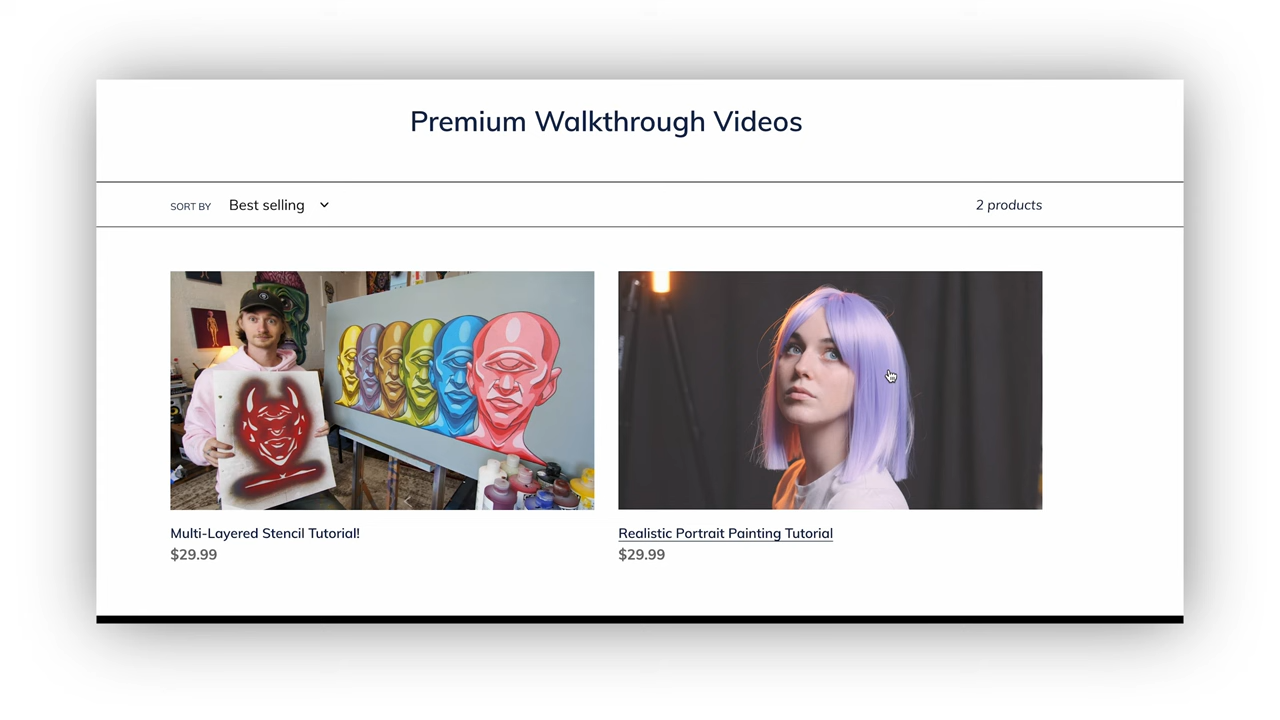 Premium Walkthrough Videos
SORT BY Best selling
2 products
Multi-Layered Stencil Tutorial!
$29.99
Realistic Portrait Painting Tutorial
$29.99